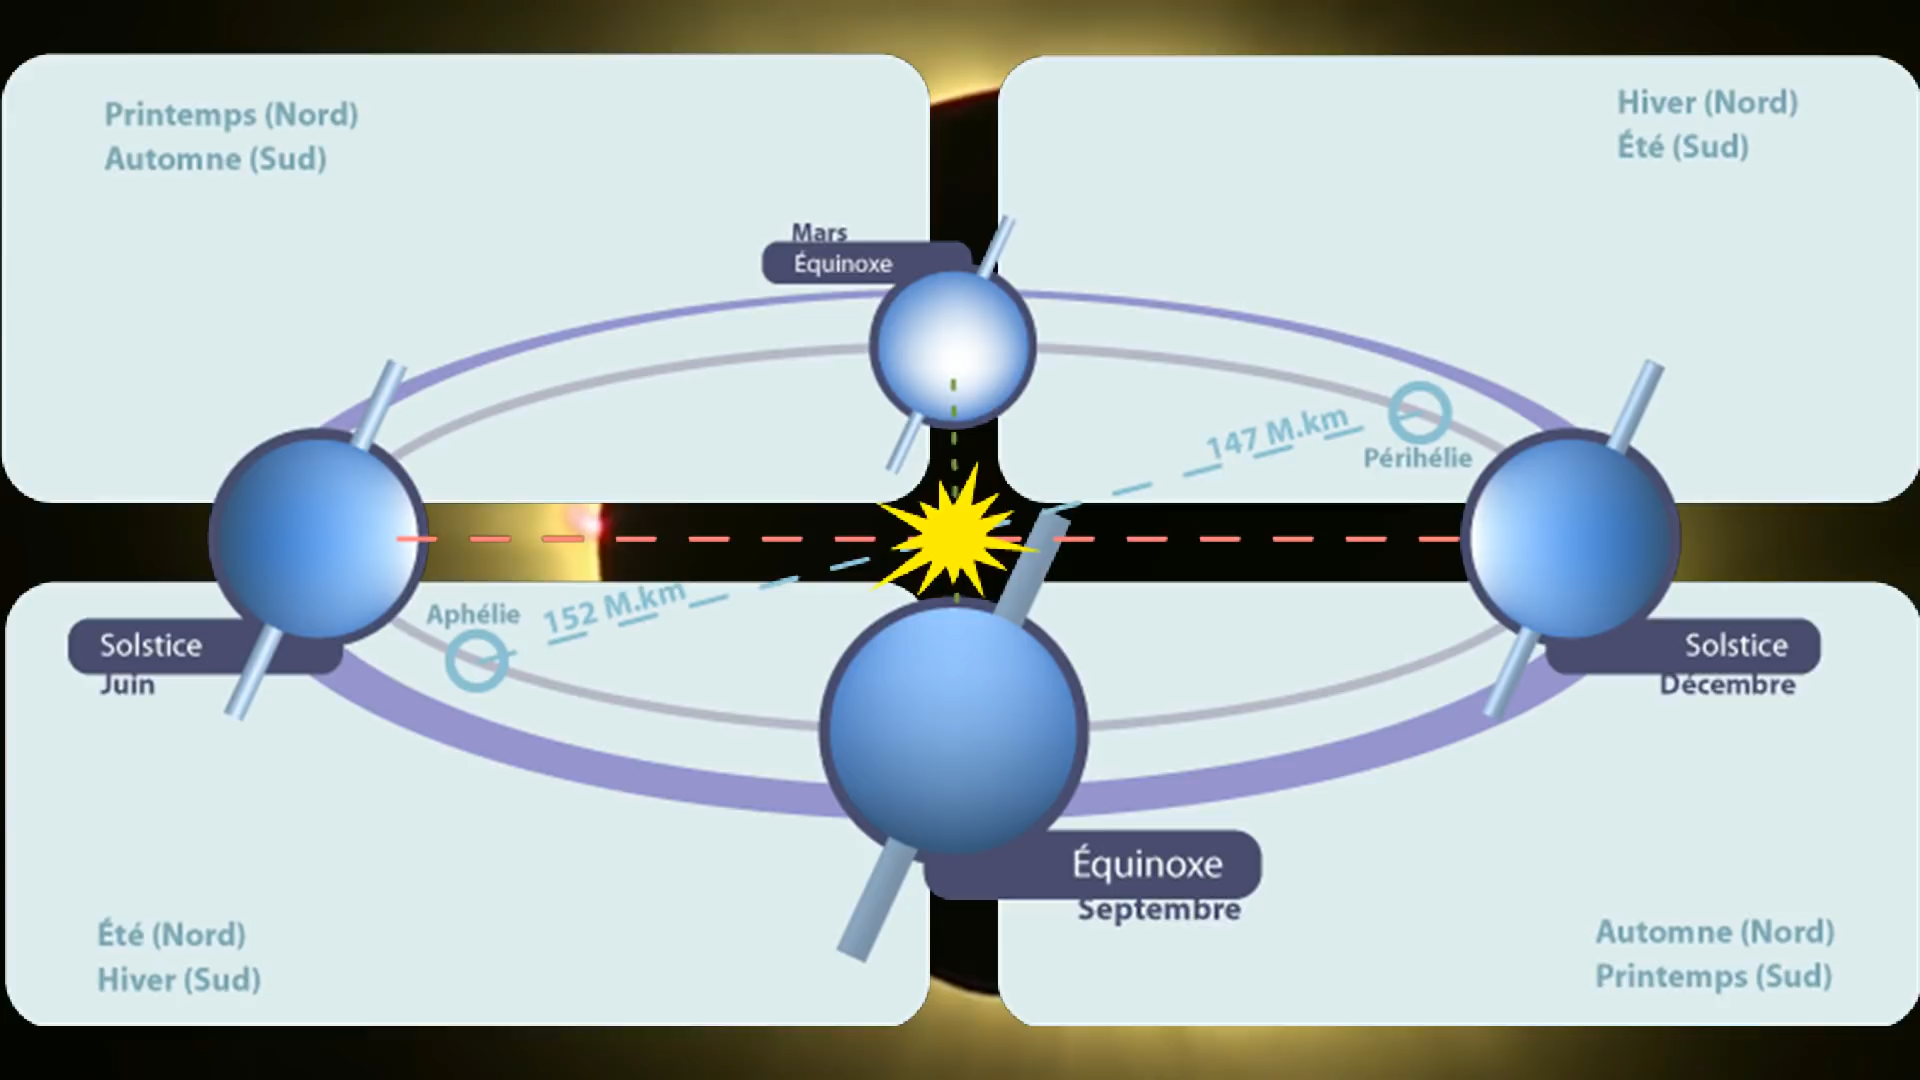 Printemps (Nord)
Automne (Sud)
Hiver (Nord)
Été (Sud)
Mars
Équinoxe
147 M.km
Périhélie
Aphélie
152 M.km
Solstice
Juin
Solstice
Décembre
Équinoxe
Septembre
Été (Nord)
Hiver (Sud)
Automne (Nord)
Printemps (Sud)